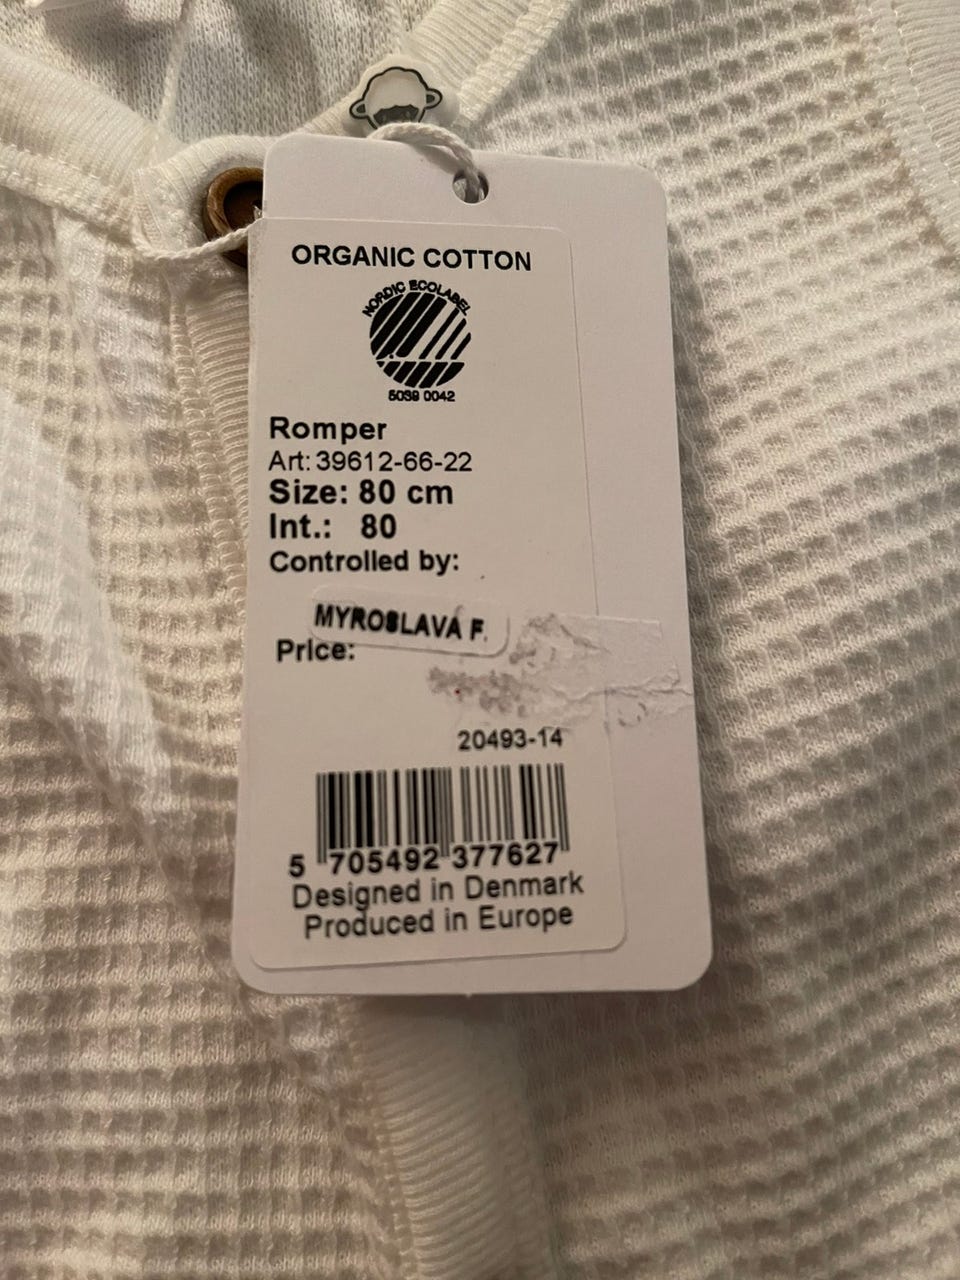 ORGANIC COTTON
NORDIC ECOLABEL
5039 0042
Romper
Art: 39612-66-22
Size: 80 cm
Int.: 80
Controlled by:
MYROSLAVA F.
Price:
20493-14
5 705492 377627
Designed in Denmark
Produced in Europe